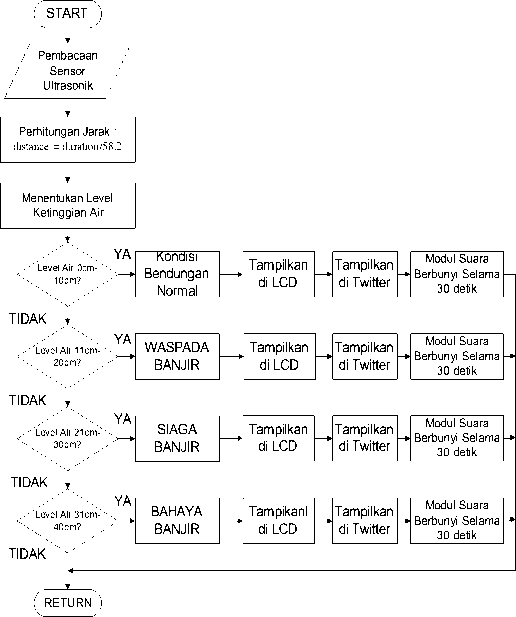 START
Pembacaan
Sensor
Ultrasonik
Perhitungan Jarak :
distance = duration/58.2
Menentukan Level
Ketinggian Air
Level Air 0cm-
10cm?
YA
Kondisi
Bendungan
Normal
Tampilkan
di LCD
Tampilkan
di Twitter
Modul Suara
Berbunyi Selama
30 detik
TIDAK
Level Air 11cm-
20cm?
YA
WASPADA
BANJIR
Tampilkan
di LCD
Tampilkan
di Twitter
Modul Suara
Berbunyi Selama
30 detik
TIDAK
Level Air 21cm-
30cm?
YA
SIAGA
BANJIR
Tampilkan
di LCD
Tampilkan
di Twitter
Modul Suara
Berbunyi Selama
30 detik
TIDAK
Level Air 31cm-
40cm?
YA
BAHAYA
BANJIR
Tampikanl
di LCD
Tampilkan
di Twitter
Modul Suara
Berbunyi Selama
30 detik
TIDAK
RETURN